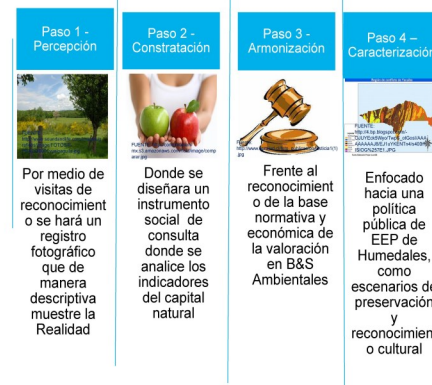 Paso 1 -
Percepción
Por medio de
visitas de
reconocimient
o se hará un
registro
fotográfico
que de
manera
descriptiva
muestre la
Realidad
Paso 2 -
Constratación
Donde se
diseñara un
instrumento
social de
consulta
donde se
analice los
indicadores
del capital
natural
Paso 3 -
Armonización
Frente al
reconocimient
o de la base
normativa y
económica de
la valoración
en B&S
Ambientales
Paso 4 –
Caracterización
FUENTE:
Enfocado
hacia una
política
pública de
EEP de
Humedales,
como
escenarios de
preservación
y
reconocimien
o cultural